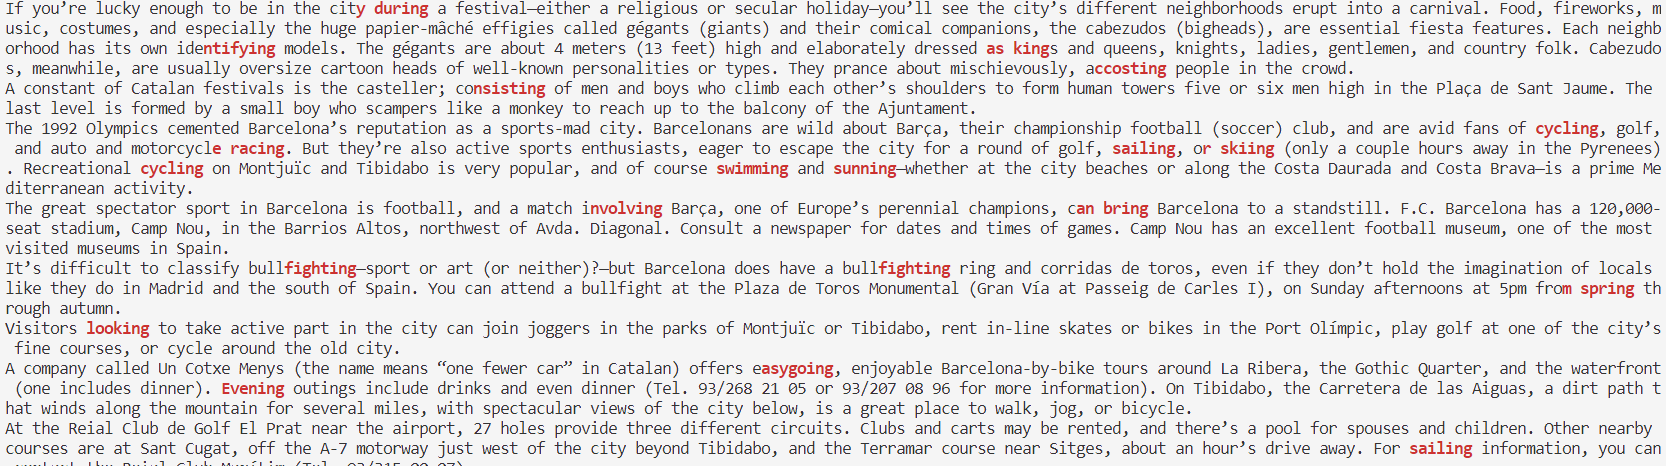 If you’re lucky enough to be in the city during a festival—either a religious or secular holiday—you’ll see the city’s different neighborhoods erupt into a carnival. Food, fireworks, m
usic, costumes, and especially the huge papier-mâché effigies called gégants (giants) and their comical companions, the cabezudos (bigheads), are essential fiesta features. Each neighb
orhood has its own identifying models. The gégants are about 4 meters (13 feet) high and elaborately dressed as kings and queens, knights, ladies, gentlemen, and country folk. Cabezudo
s, meanwhile, are usually oversize cartoon heads of well-known personalities or types. They prance about mischievously, accosting people in the crowd.
A constant of Catalan festivals is the casteller; consisting of men and boys who climb each other’s shoulders to form human towers five or six men high in the Plaça de Sant Jaume. The
last level is formed by a small boy who scampers like a monkey to reach up to the balcony of the Ajuntament.
The 1992 Olympics cemented Barcelona’s reputation as a sports-mad city. Barcelonans are wild about Barça, their championship football (soccer) club, and are avid fans of cycling, golf,
and auto and motorcycle racing. But they’re also active sports enthusiasts, eager to escape the city for a round of golf, sailing, or skiing (only a couple hours away in the Pyrenees)
. Recreational cycling on Montjuïc and Tibidabo is very popular, and of course swimming and sunning—whether at the city beaches or along the Costa Daurada and Costa Brava—is a prime Me
diterranean activity.
The great spectator sport in Barcelona is football, and a match involving Barça, one of Europe’s perennial champions, can bring Barcelona to a standstill. F.C. Barcelona has a 120,000-
seat stadium, Camp Nou, in the Barrios Altos, northwest of Avda. Diagonal. Consult a newspaper for dates and times of games. Camp Nou has an excellent football museum, one of the most
visited museums in Spain.
It’s difficult to classify bullfighting—sport or art (or neither)?—but Barcelona does have a bullfighting ring and corridas de toros, even if they don’t hold the imagination of locals
like they do in Madrid and the south of Spain. You can attend a bullfight at the Plaza de Toros Monumental (Gran Vía at Passeig de Carles I), on Sunday afternoons at 5pm from spring th
rough autumn.
Visitors looking to take active part in the city can join joggers in the parks of Montjuïc or Tibidabo, rent in-line skates or bikes in the Port Olímpic, play golf at one of the city’s
fine courses, or cycle around the old city.
A company called Un Cotxe Menys (the name means “one fewer car” in Catalan) offers easygoing, enjoyable Barcelona-by-bike tours around La Ribera, the Gothic Quarter, and the waterfront
(one includes dinner). Evening outings include drinks and even dinner (Tel. 93/268 21 05 or 93/207 08 96 for more information). On Tibidabo, the Carretera de las Aiguas, a dirt path t
hat winds along the mountain for several miles, with spectacular views of the city below, is a great place to walk, jog, or bicycle.
At the Reial Club de Golf El Prat near the airport, 27 holes provide three different circuits. Clubs and carts may be rented, and there’s a pool for spouses and children. Other nearby
courses are at Sant Cugat, off the A-7 motorway just west of the city beyond Tibidabo, and the Terramar course near Sitges, about an hour’s drive away. For sailing information, you can